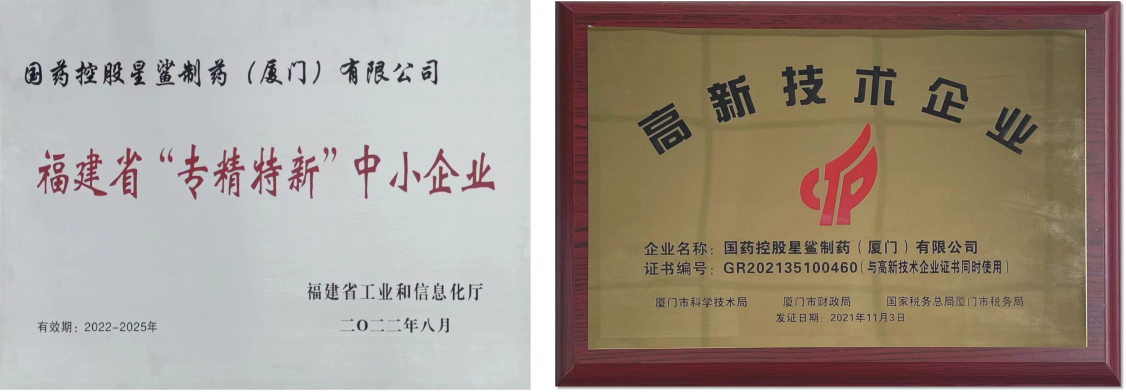 国药控股星鲨制药（厦门）有限公司
福建省“专精特新”中小企业
福建省工业和信息化厅
有效期：2022-2025年
二〇二二年八月
高新技术企业
企业名称：国药控股星鲨制药（厦门）有限公司
证书编号：GR202135100460（与高新技术企业证书同时使用）
厦门市科学技术局 厦门市财政局 国家税务总局厦门市税务局
发证日期：2021年11月3日